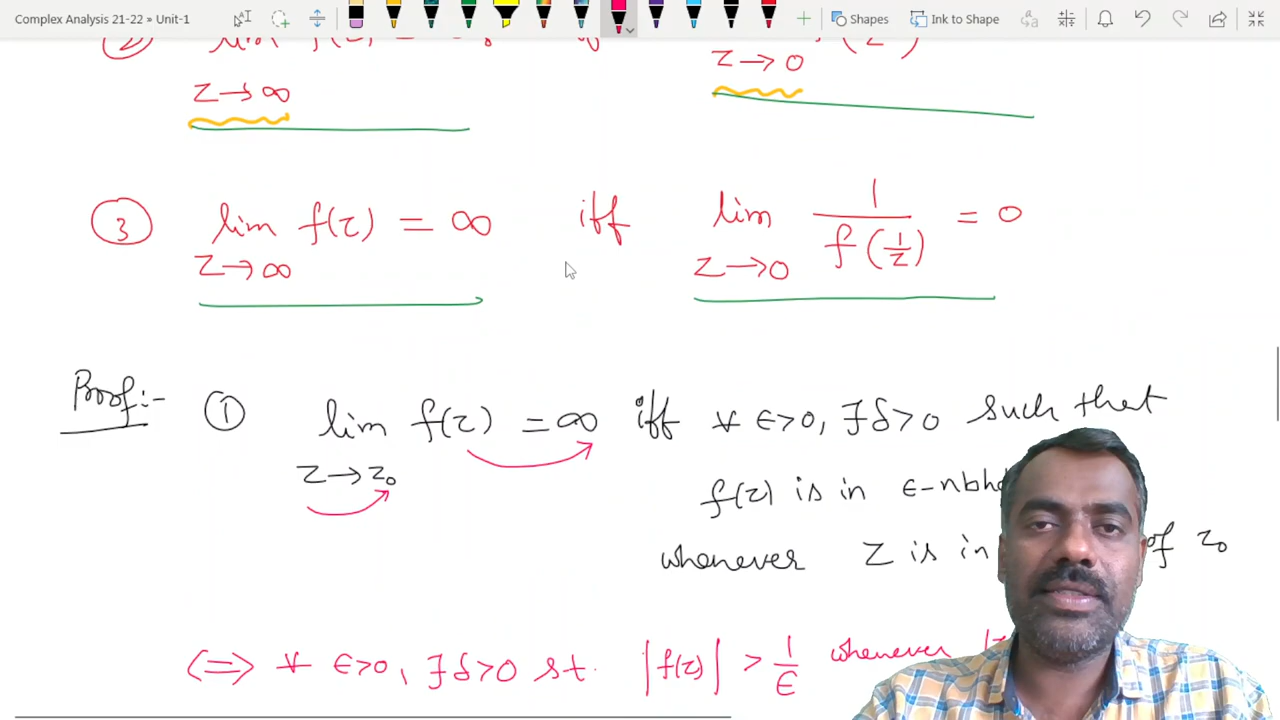 Complex Analysis 21-22 » Unit-1
Shapes
Ink to Shape
z→∞
z→0
③ lim f(z) = ∞ iff lim 1/f(1/z) = 0
z→∞ z→0
Proof:- ① lim f(z) = ∞ iff ∀ ε>0, ∃ δ>0 such that
z→z₀ f(z) is in ε-nbhd
whenever z is in of z₀
⇔ ∀ ε>0, ∃ δ>0 st. |f(z)| > 1/ε whenever